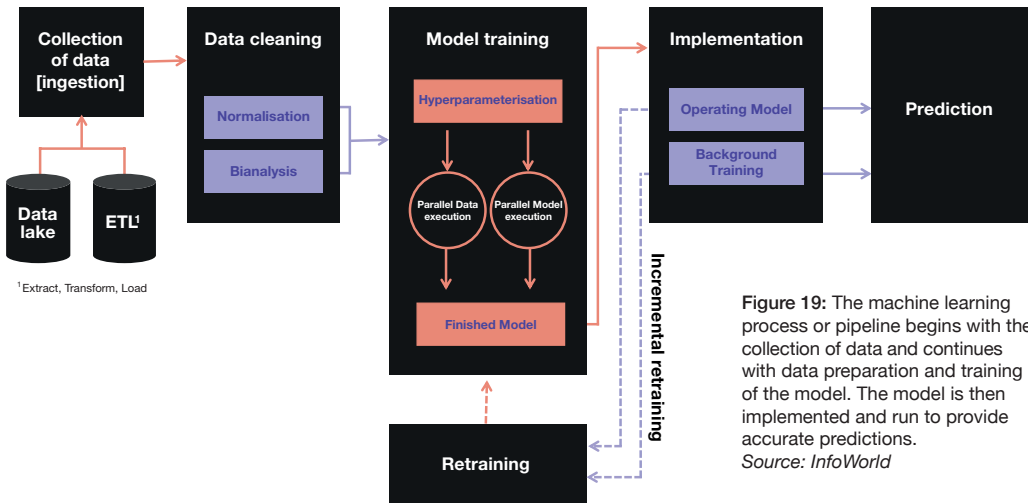 Collection
of data
[ingestion]
Data
lake
ETL¹
¹Extract, Transform, Load
Data cleaning
Normalisation
Bianalysis
Model training
Hyperparameterisation
Parallel Data
execution
Parallel Model
execution
Finished Model
Retraining
Incremental retraining
Implementation
Operating Model
Background
Training
Prediction
Figure 19: The machine learning
process or pipeline begins with the
collection of data and continues
with data preparation and training
of the model. The model is then
implemented and run to provide
accurate predictions.
Source: InfoWorld